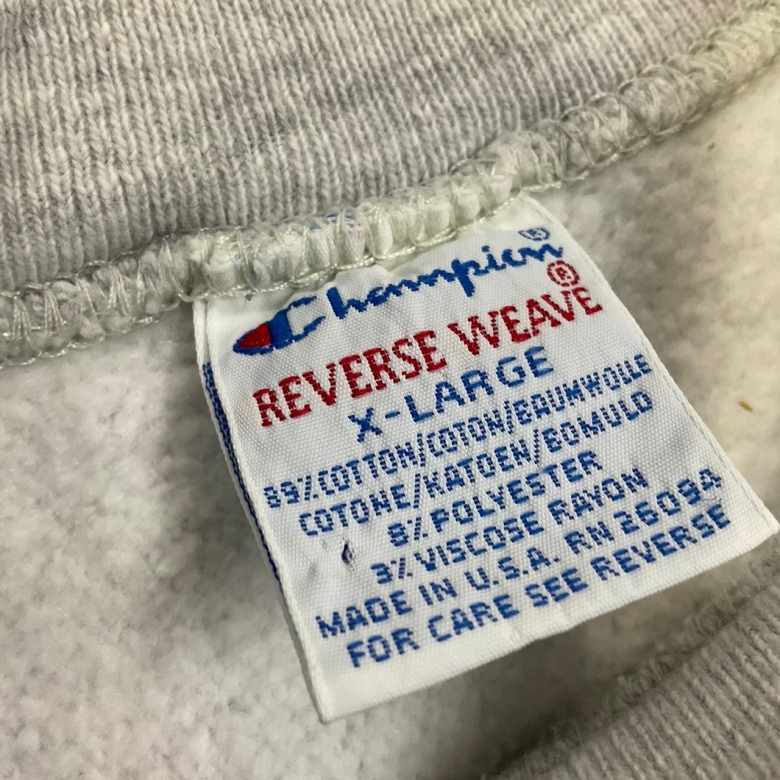 Champion®
REVERSE WEAVE®
X-LARGE
89% COTTON/COTON/BAUMWOLLE
COTONE/KATOEN/BOMULD
8% POLYESTER
3% VISCOSE RAYON
MADE IN U.S.A. RN 26094
FOR CARE SEE REVERSE